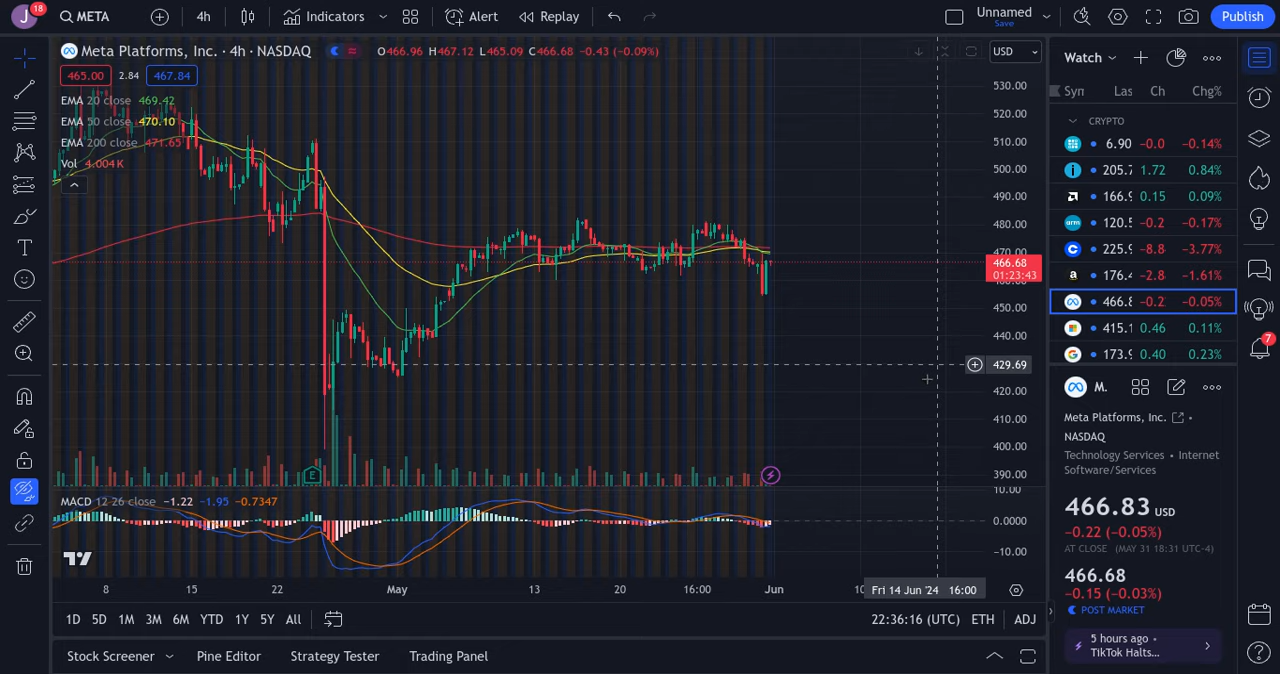 J
18
META
4h
Indicators
Alert
Replay
Unnamed
Save
Publish
Meta Platforms, Inc. · 4h · NASDAQ
O466.96 H467.12 L465.09 C466.68 -0.43 (-0.09%)
USD
465.00 2.84 467.84
EMA 20 close 469.42
EMA 50 close 470.10
EMA 200 close 471.65
Vol 4.004 K
530.00
520.00
510.00
500.00
490.00
480.00
470.00
466.68
01:23:43
450.00
440.00
429.69
420.00
410.00
400.00
390.00
E
MACD 12 26 close −1.22 −1.95 −0.7347
10.00
0.0000
−10.00
8 15 22 May 13 20 16:00 Jun
Fri 14 Jun '24 16:00
1D 5D 1M 3M 6M YTD 1Y 5Y All
22:36:16 (UTC) ETH ADJ
Stock Screener Pine Editor Strategy Tester Trading Panel
Watch
Syn Las Ch Chg%
CRYPTO
6.90 -0.0 -0.14%
205.7 1.72 0.84%
166.9 0.15 0.09%
arm 120.5 -0.2 -0.17%
225.9 -8.8 -3.77%
176.4 -2.8 -1.61%
466.8 -0.2 -0.05%
415.1 0.46 0.11%
173.9 0.40 0.23%
M.
Meta Platforms, Inc.
NASDAQ
Technology Services • Internet
Software/Services
466.83 USD
−0.22 (−0.05%)
AT CLOSE (MAY 31 18:31 UTC-4)
466.68
−0.15 (−0.03%)
POST MARKET
5 hours ago •
TikTok Halts...
7